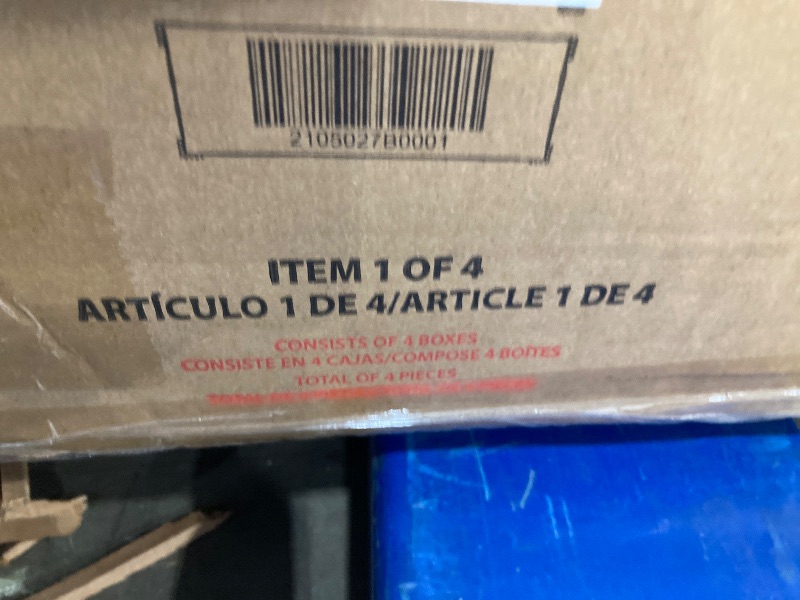 2105027B0001
ITEM 1 OF 4
ARTÍCULO 1 DE 4/ARTICLE 1 DE 4
CONSISTS OF 4 BOXES
CONSISTE EN 4 CAJAS/COMPOSE 4 BOÎTES
TOTAL OF 4 PIECES